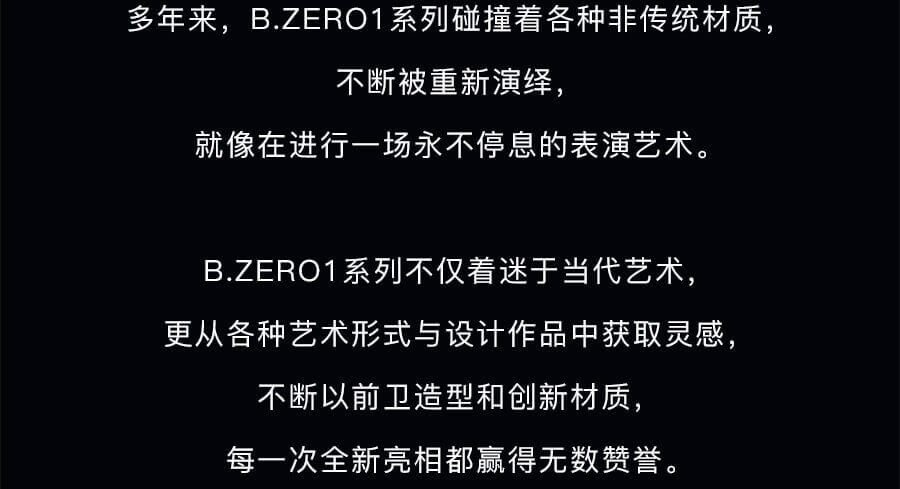 多年来，B.ZERO1系列碰撞着各种非传统材质，
不断被重新演绎，
就像在进行一场永不停息的表演艺术。
B.ZERO1系列不仅着迷于当代艺术，
更从各种艺术形式与设计作品中获取灵感，
不断以前卫造型和创新材质，
每一次全新亮相都赢得无数赞誉。